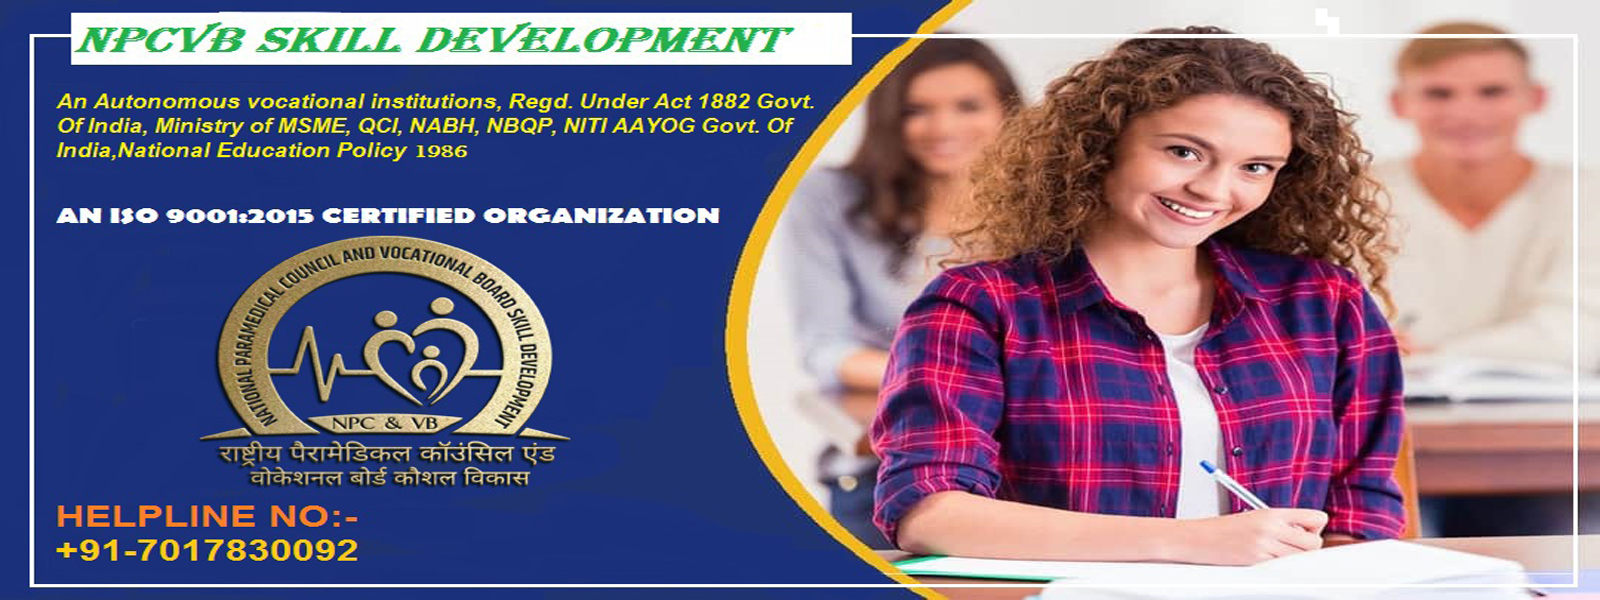 NPCVB SKILL DEVELOPMENT
An Autonomous vocational institutions, Regd. Under Act 1882 Govt.
Of India, Ministry of MSME, QCI, NABH, NBQP, NITI AAYOG Govt. Of
India,National Education Policy 1986
AN ISO 9001:2015 CERTIFIED ORGANIZATION
NATIONAL PARAMEDICAL COUNCIL AND VOCATIONAL BOARD SKILL DEVELOPMENT
NPC & VB
राष्ट्रीय पैरामेडिकल कॉउंसिल एंड
वोकेशनल बोर्ड कौशल विकास
HELPLINE NO:-
+91-7017830092